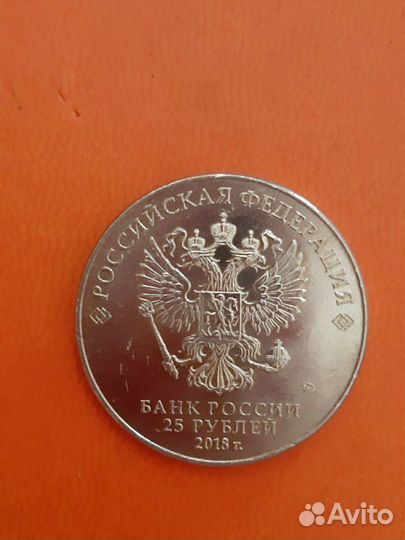 РОССИЙСКАЯ ФЕДЕРАЦИЯ
БАНК РОССИИ
25 РУБЛЕЙ
2018 г.
Avito